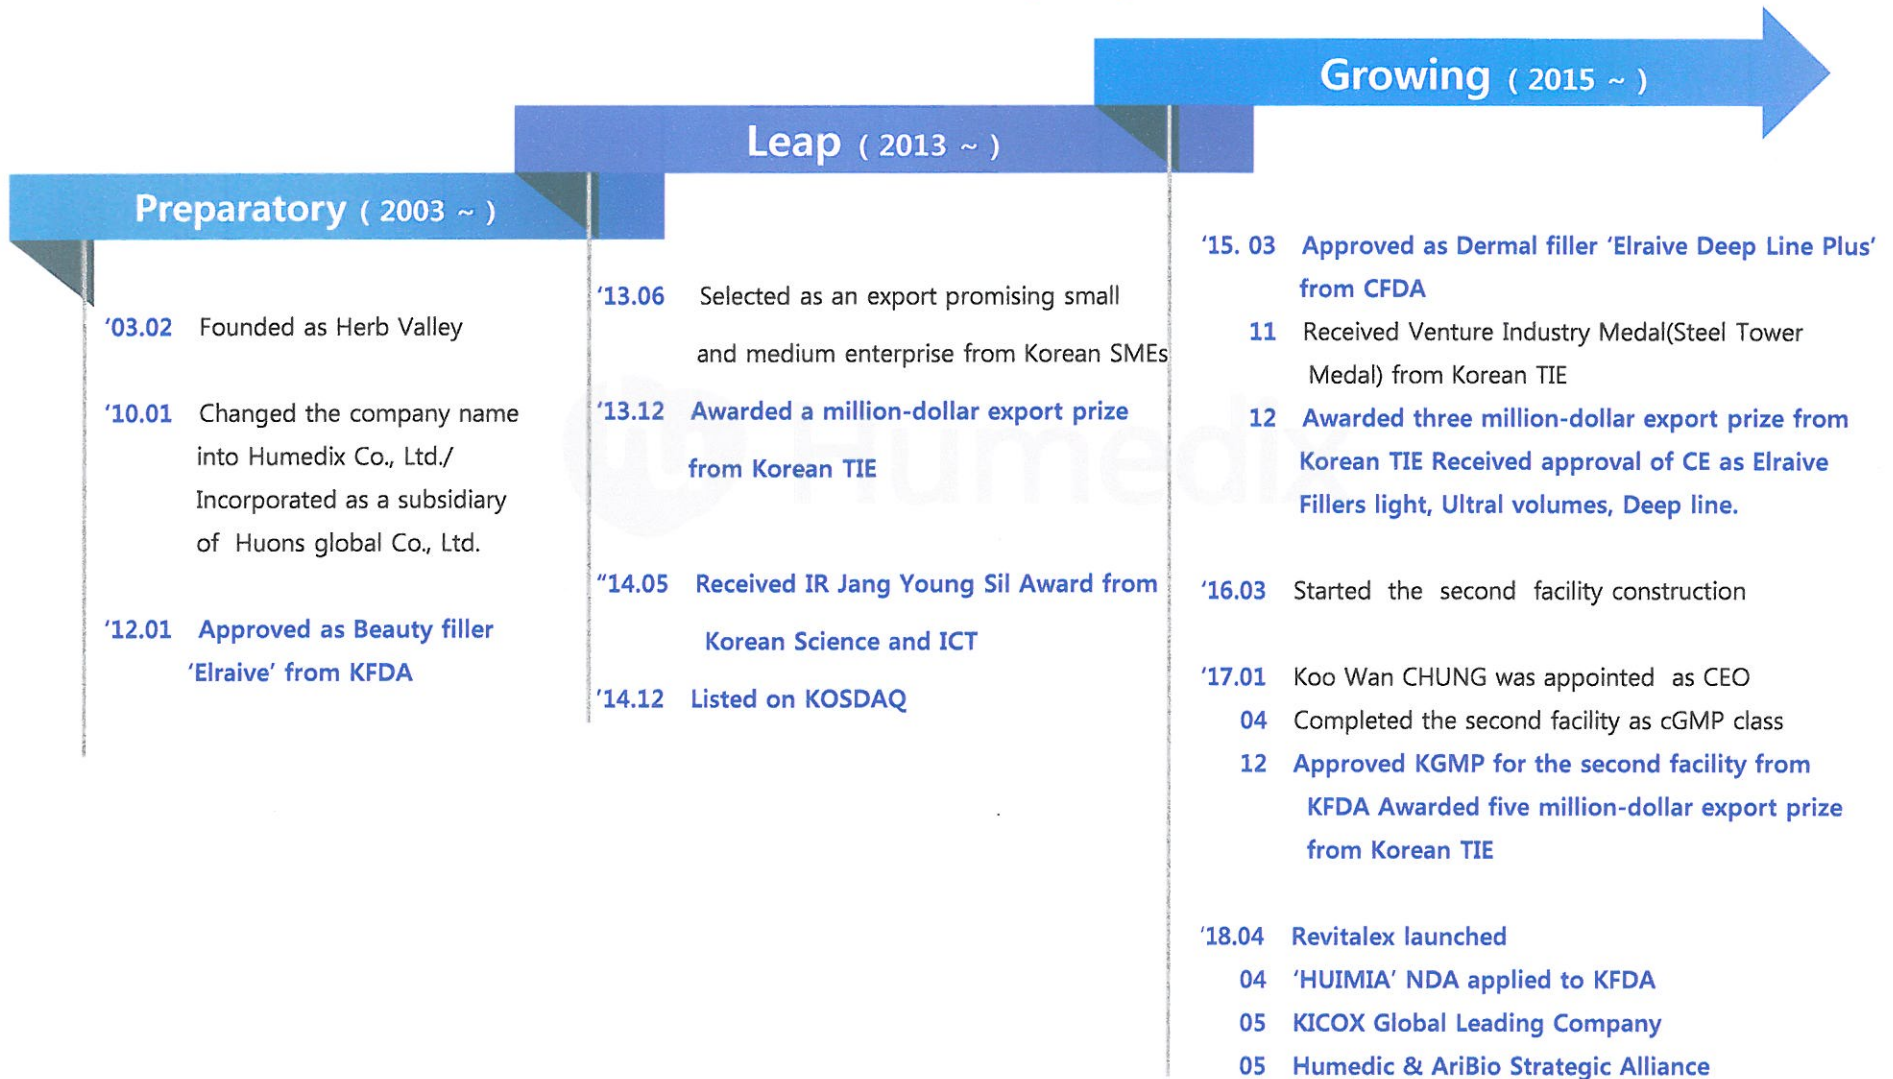 Growing ( 2015 ~ )
Leap ( 2013 ~ )
Preparatory ( 2003 ~ )
'03.02 Founded as Herb Valley
'10.01 Changed the company name
into Humedix Co., Ltd./
Incorporated as a subsidiary
of Huons global Co., Ltd.
'12.01 Approved as Beauty filler
'Elraive' from KFDA
'13.06 Selected as an export promising small
and medium enterprise from Korean SMEs
'13.12 Awarded a million-dollar export prize
from Korean TIE
"14.05 Received IR Jang Young Sil Award from
Korean Science and ICT
'14.12 Listed on KOSDAQ
'15. 03 Approved as Dermal filler 'Elraive Deep Line Plus'
from CFDA
11 Received Venture Industry Medal(Steel Tower
Medal) from Korean TIE
12 Awarded three million-dollar export prize from
Korean TIE Received approval of CE as Elraive
Fillers light, Ultral volumes, Deep line.
'16.03 Started the second facility construction
'17.01 Koo Wan CHUNG was appointed as CEO
04 Completed the second facility as cGMP class
12 Approved KGMP for the second facility from
KFDA Awarded five million-dollar export prize
from Korean TIE
'18.04 Revitalex launched
04 'HUIMIA' NDA applied to KFDA
05 KICOX Global Leading Company
05 Humedic & AriBio Strategic Alliance
Humedix